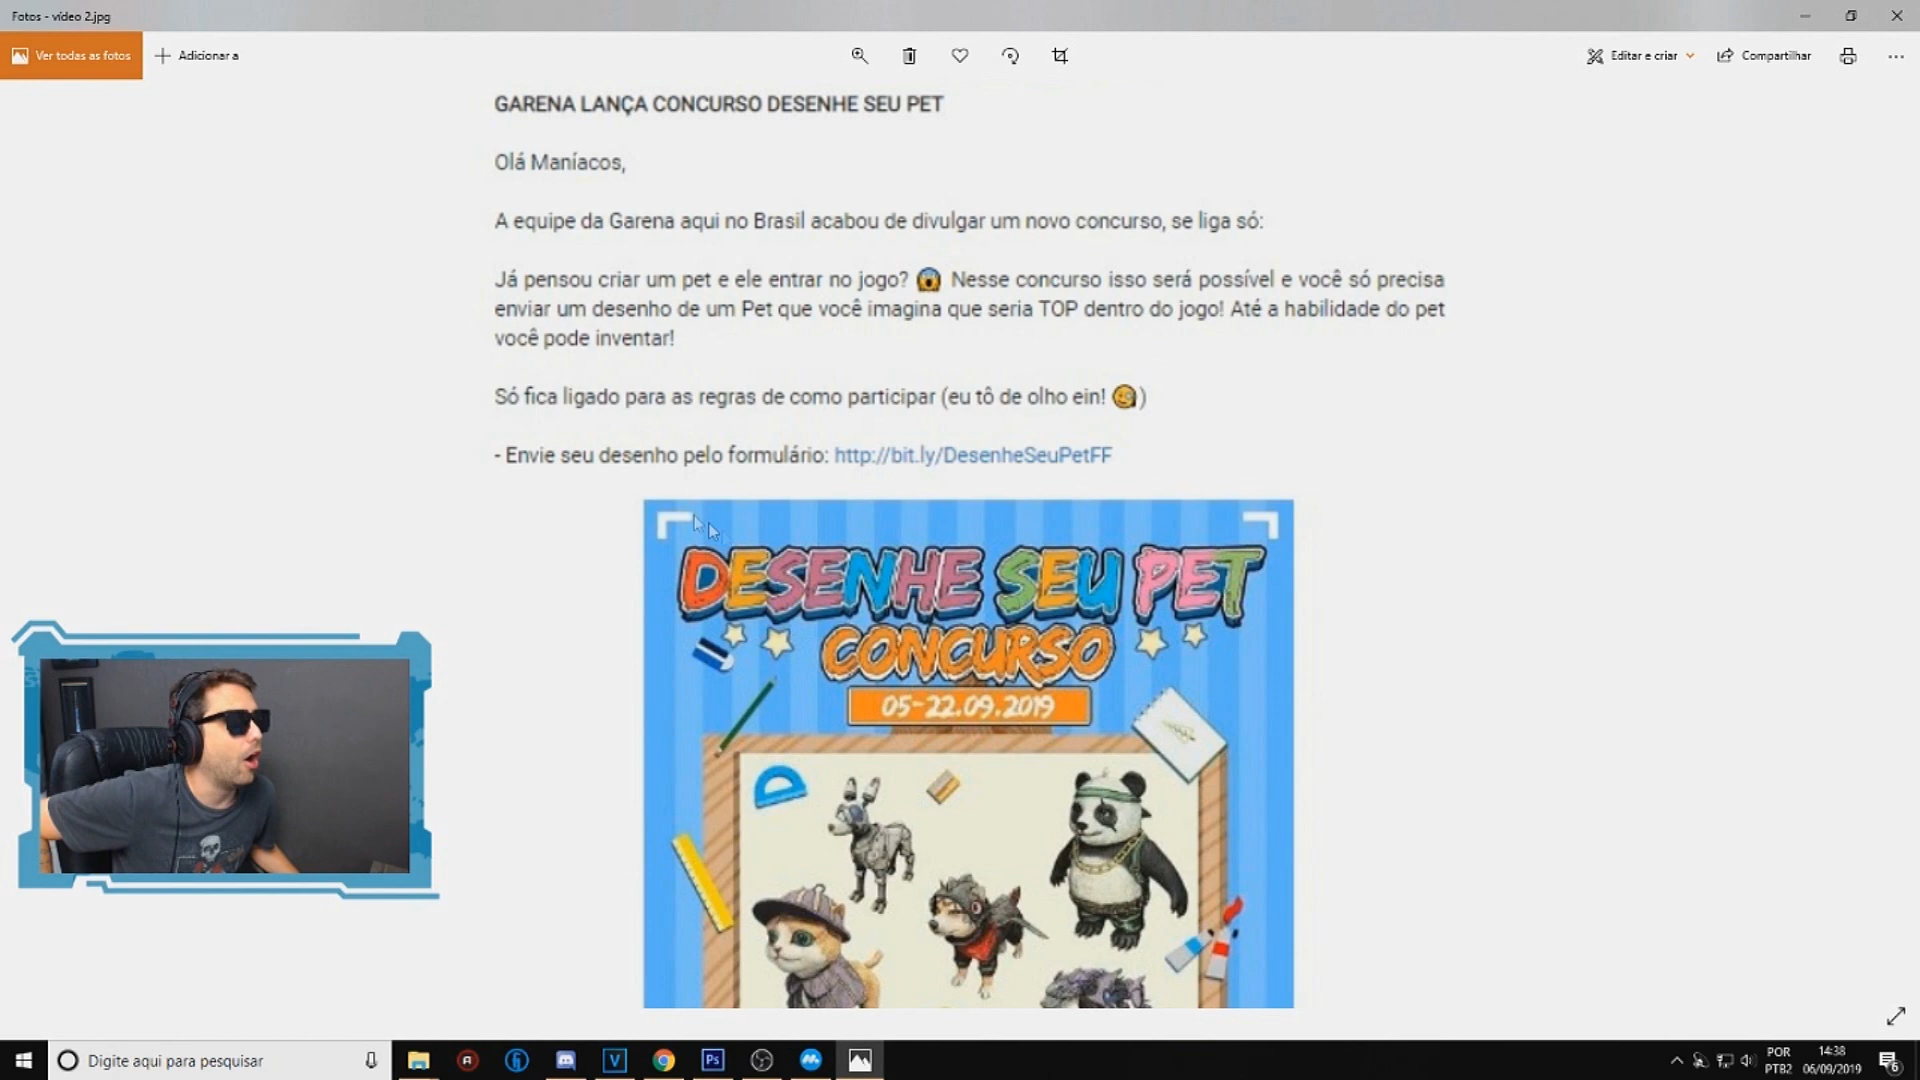 Fotos - vídeo 2.jpg
Ver todas as fotos
Adicionar a
Editar e criar
Compartilhar
GARENA LANÇA CONCURSO DESENHE SEU PET
Olá Maníacos,
A equipe da Garena aqui no Brasil acabou de divulgar um novo concurso, se liga só:
Já pensou criar um pet e ele entrar no jogo? 😱 Nesse concurso isso será possível e você só precisa
enviar um desenho de um Pet que você imagina que seria TOP dentro do jogo! Até a habilidade do pet
você pode inventar!
Só fica ligado para as regras de como participar (eu tô de olho ein! 🧐)
- Envie seu desenho pelo formulário: http://bit.ly/DesenheSeuPetFF
DESENHE SEU PET
CONCURSO
05-22.09.2019
Digite aqui para pesquisar
V
Ps
POR
PTB2
14:38
06/09/2019
6